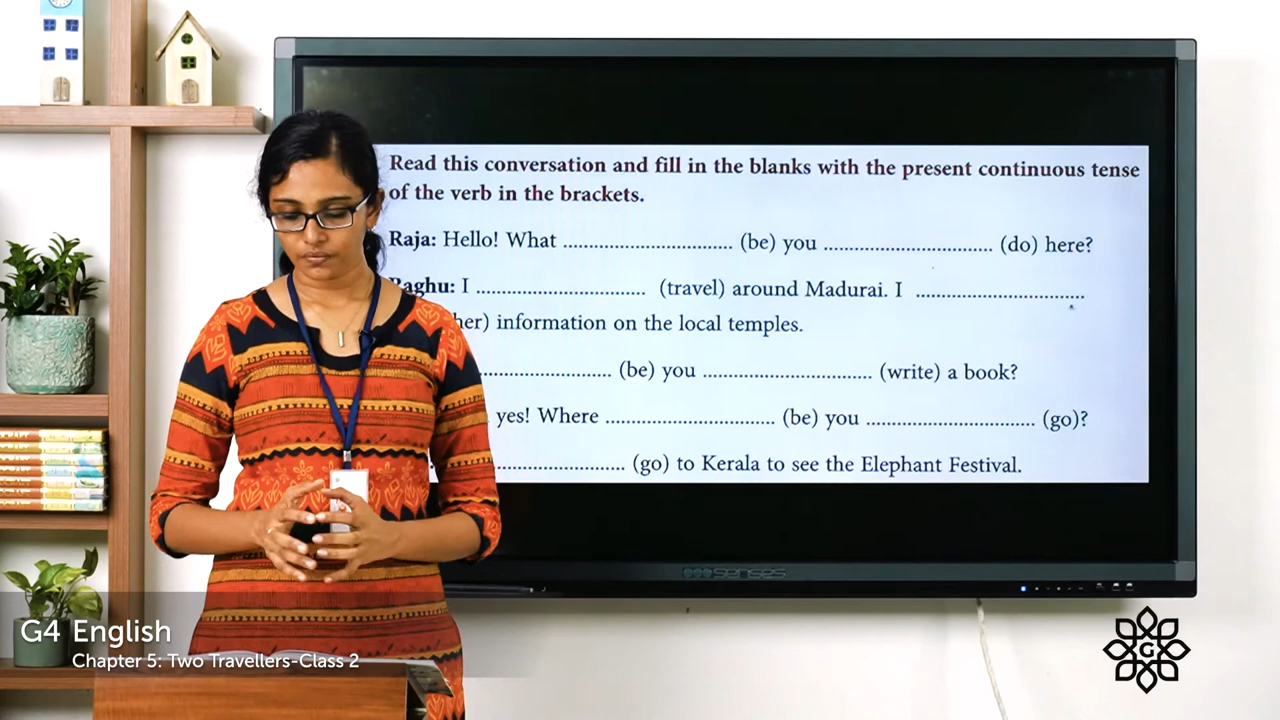 Read this conversation and fill in the blanks with the present continuous tense
of the verb in the brackets.
Raja: Hello! What .................................. (be) you .................................. (do) here?
Raghu: I .................................. (travel) around Madurai. I ..................................
her) information on the local temples.
.................................. (be) you .................................. (write) a book?
yes! Where .................................. (be) you .................................. (go)?
.................................. (go) to Kerala to see the Elephant Festival.
senses
G4 English
Chapter 5: Two Travellers-Class 2
G